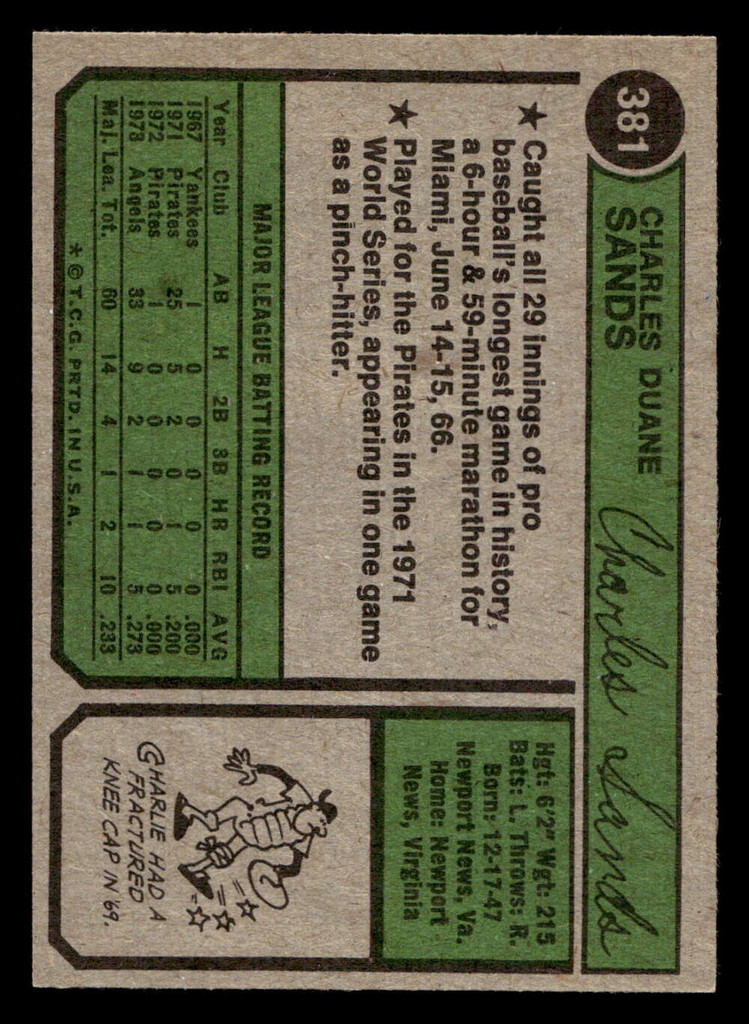 381
CHARLES DUANE
SANDS
Charles Sands
★ Caught all 29 innings of pro
baseball's longest game in history,
a 6-hour & 59-minute marathon for
Miami, June 14-15, 66.
★ Played for the Pirates in the 1971
World Series, appearing in one game
as a pinch-hitter.
MAJOR LEAGUE BATTING RECORD
Year Club AB H 2B 3B HR RBI AVG
1967 Yankees 1 0 0 0 0 0 .000
1971 Pirates 25 5 2 0 1 5 .200
1972 Pirates 1 0 0 0 0 0 .000
1973 Angels 33 9 2 1 1 5 .273
Maj. Lea. Tot. 60 14 4 1 2 10 .233
* © T.C.G. PRTD. IN U.S.A.
Hgt: 6'2" Wgt: 215
Bats: L. Throws: R.
Born: 12-17-47
Newport News, Va.
Home: Newport
News, Virginia
CHARLIE HAD A
FRACTURED
KNEE CAP IN '69.